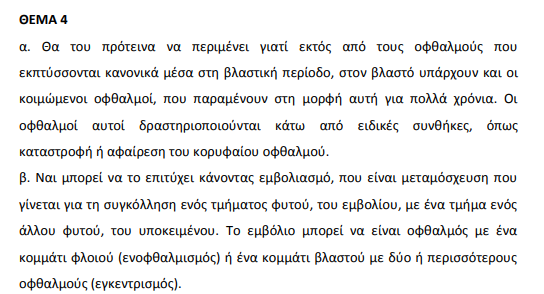 ΘΕΜΑ 4
α. Θα του πρότεινα να περιμένει γιατί εκτός από τους οφθαλμούς που
εκπτύσσονται κανονικά μέσα στη βλαστική περίοδο, στον βλαστό υπάρχουν και οι
κοιμώμενοι οφθαλμοί, που παραμένουν στη μορφή αυτή για πολλά χρόνια. Οι
οφθαλμοί αυτοί δραστηριοποιούνται κάτω από ειδικές συνθήκες, όπως
καταστροφή ή αφαίρεση του κορυφαίου οφθαλμού.
β. Ναι μπορεί να το επιτύχει κάνοντας εμβολιασμό, που είναι μεταμόσχευση που
γίνεται για τη συγκόλληση ενός τμήματος φυτού, του εμβολίου, με ένα τμήμα ενός
άλλου φυτού, του υποκειμένου. Το εμβόλιο μπορεί να είναι οφθαλμός με ένα
κομμάτι φλοιού (ενοφθαλμισμός) ή ένα κομμάτι βλαστού με δύο ή περισσότερους
οφθαλμούς (εγκεντρισμός).